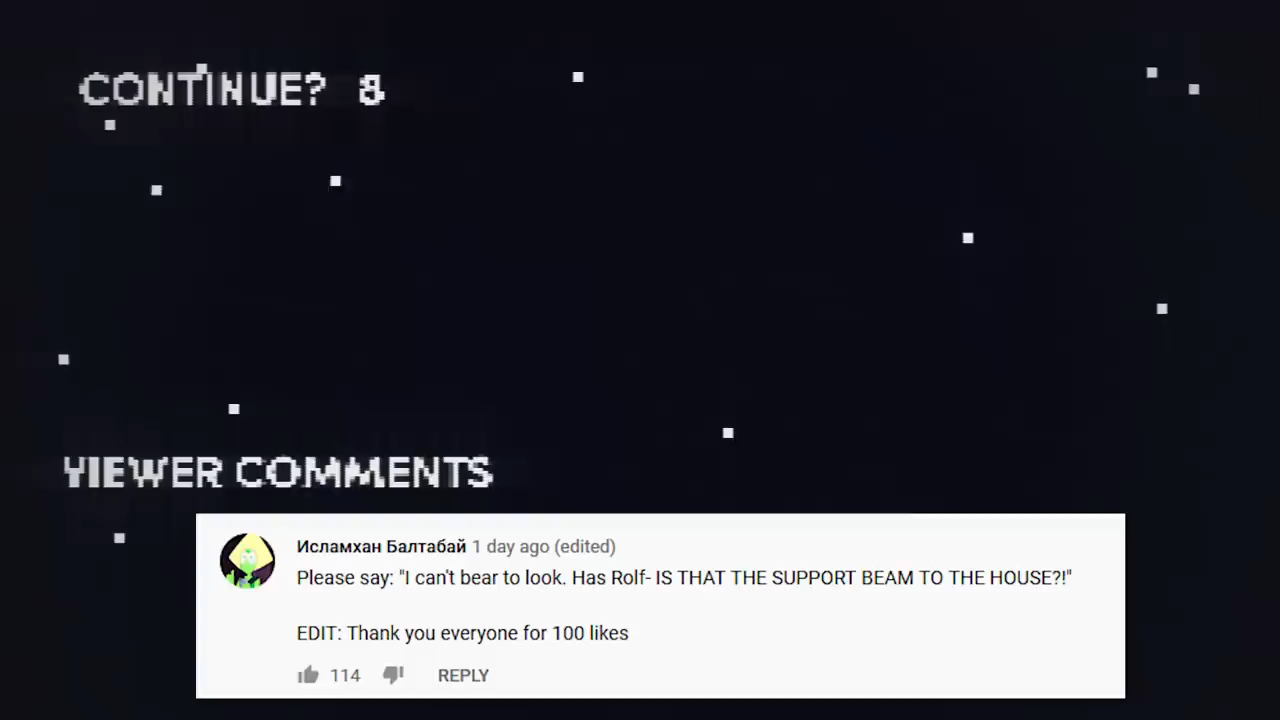 CONTINUE? 8
VIEWER COMMENTS
Исламхан Балтабай 1 day ago (edited)
Please say: "I can't bear to look. Has Rolf- IS THAT THE SUPPORT BEAM TO THE HOUSE?!"
EDIT: Thank you everyone for 100 likes
114 REPLY